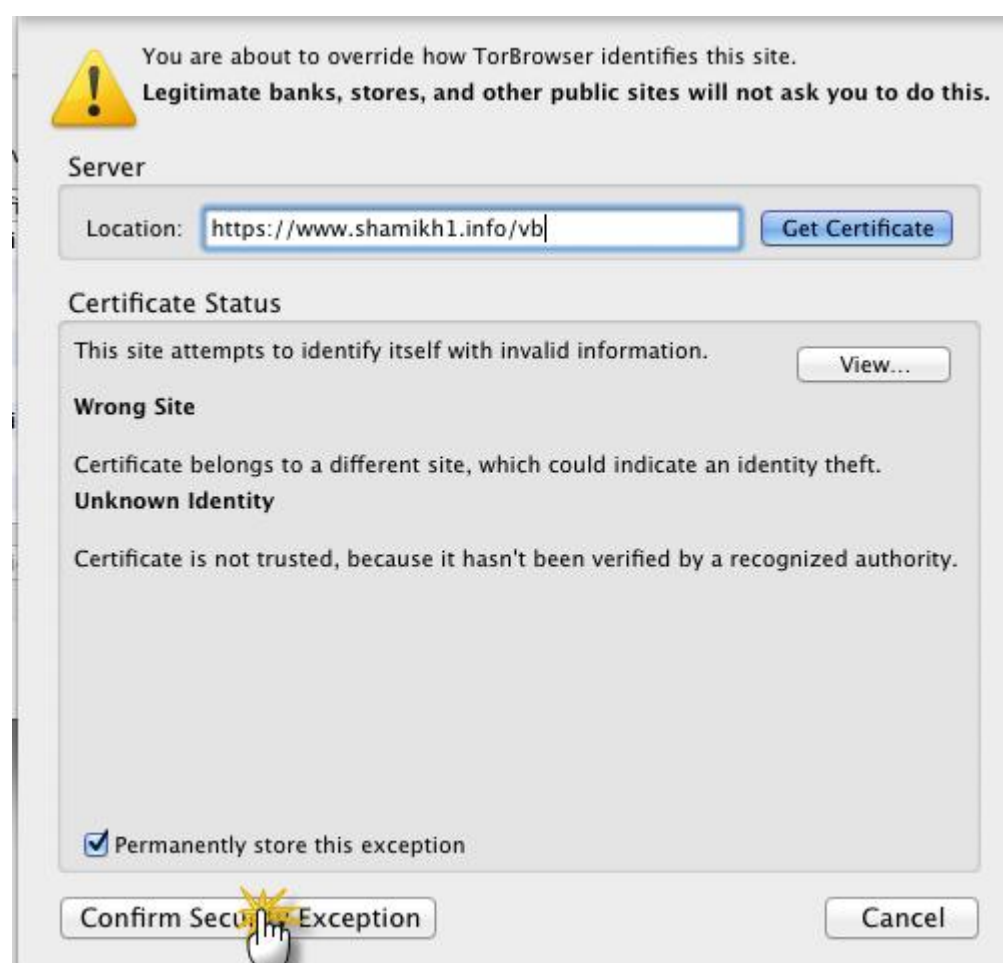 You are about to override how TorBrowser identifies this site.
Legitimate banks, stores, and other public sites will not ask you to do this.
Server
Location: https://www.shamikh1.info/vb Get Certificate
Certificate Status
This site attempts to identify itself with invalid information. View...
Wrong Site
Certificate belongs to a different site, which could indicate an identity theft.
Unknown Identity
Certificate is not trusted, because it hasn't been verified by a recognized authority.
Permanently store this exception
Confirm Security Exception Cancel